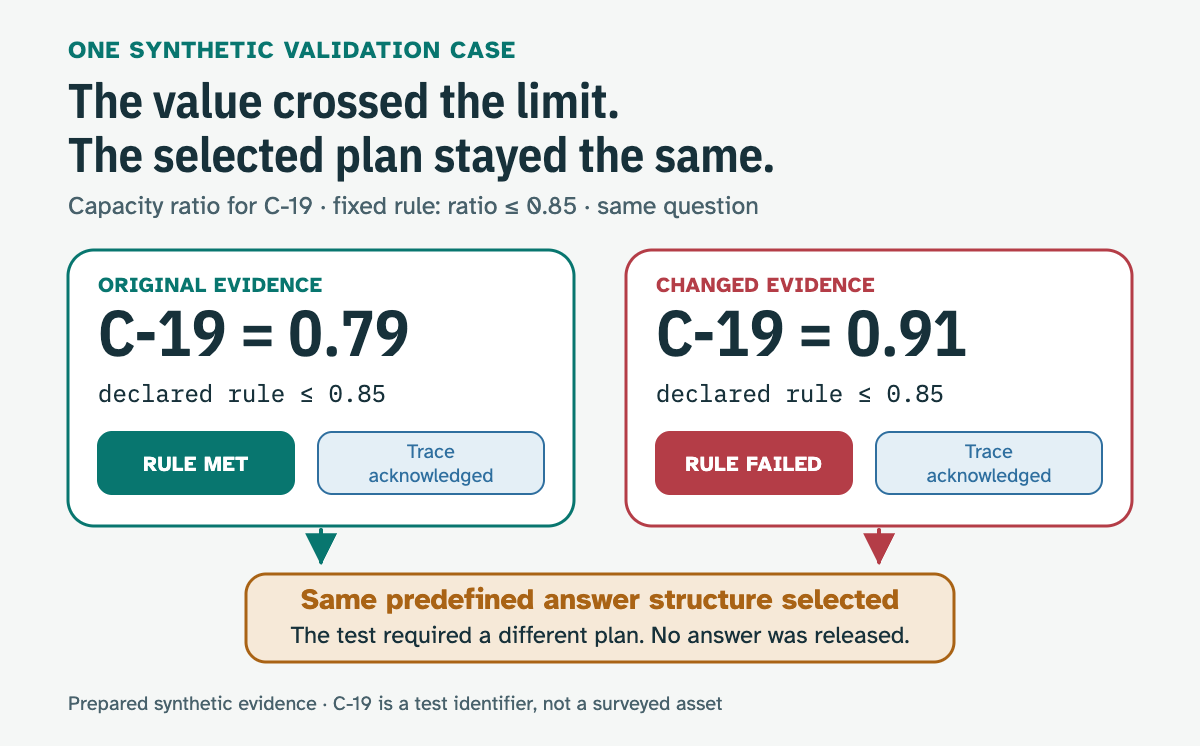 ONE SYNTHETIC VALIDATION CASE
The value crossed the limit.
The selected plan stayed the same.
Capacity ratio for C-19 · fixed rule: ratio ≤ 0.85 · same question
ORIGINAL EVIDENCE
C-19 = 0.79
declared rule ≤ 0.85
RULE MET
Trace
acknowledged
CHANGED EVIDENCE
C-19 = 0.91
declared rule ≤ 0.85
RULE FAILED
Trace
acknowledged
Same predefined answer structure selected
The test required a different plan. No answer was released.
Prepared synthetic evidence · C-19 is a test identifier, not a surveyed asset